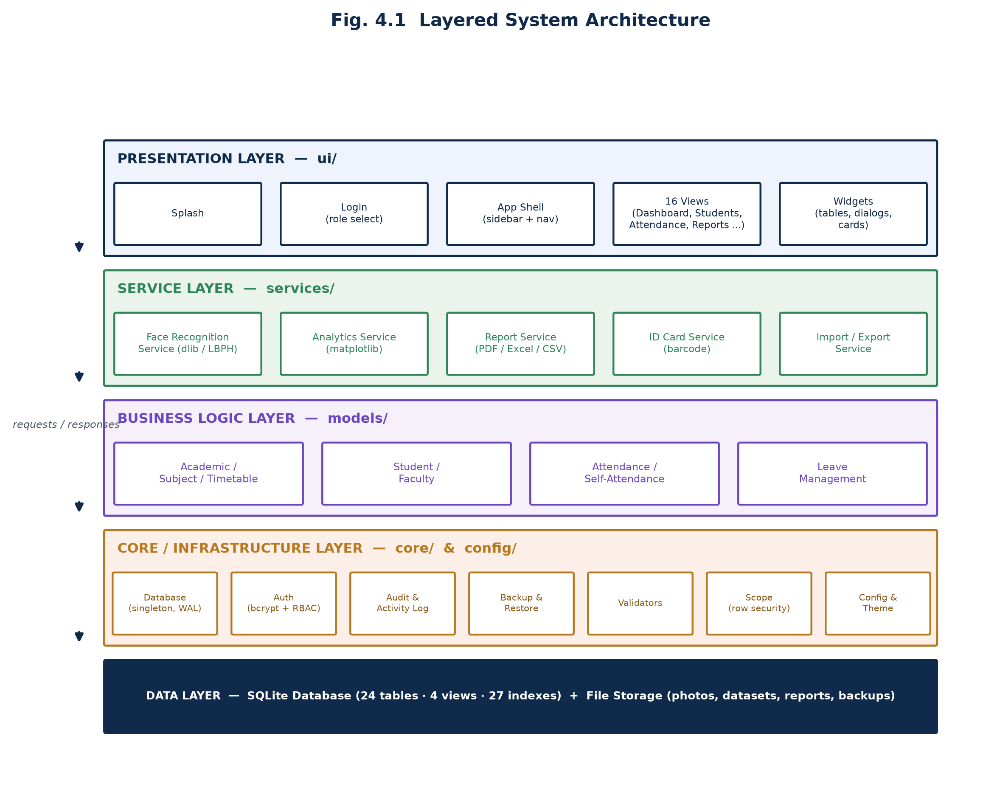 Fig. 4.1  Layered System Architecture
PRESENTATION LAYER  —  ui/
Splash
Login
(role select)
App Shell
(sidebar + nav)
16 Views
(Dashboard, Students,
Attendance, Reports ...)
Widgets
(tables, dialogs,
cards)
SERVICE LAYER  —  services/
Face Recognition
Service (dlib / LBPH)
Analytics Service
(matplotlib)
Report Service
(PDF / Excel / CSV)
ID Card Service
(barcode)
Import / Export
Service
requests / responses
BUSINESS LOGIC LAYER  —  models/
Academic /
Subject / Timetable
Student /
Faculty
Attendance /
Self-Attendance
Leave
Management
CORE / INFRASTRUCTURE LAYER  —  core/  &  config/
Database
(singleton, WAL)
Auth
(bcrypt + RBAC)
Audit &
Activity Log
Backup &
Restore
Validators
Scope
(row security)
Config &
Theme
DATA LAYER  —  SQLite Database (24 tables · 4 views · 27 indexes)  +  File Storage (photos, datasets, reports, backups)